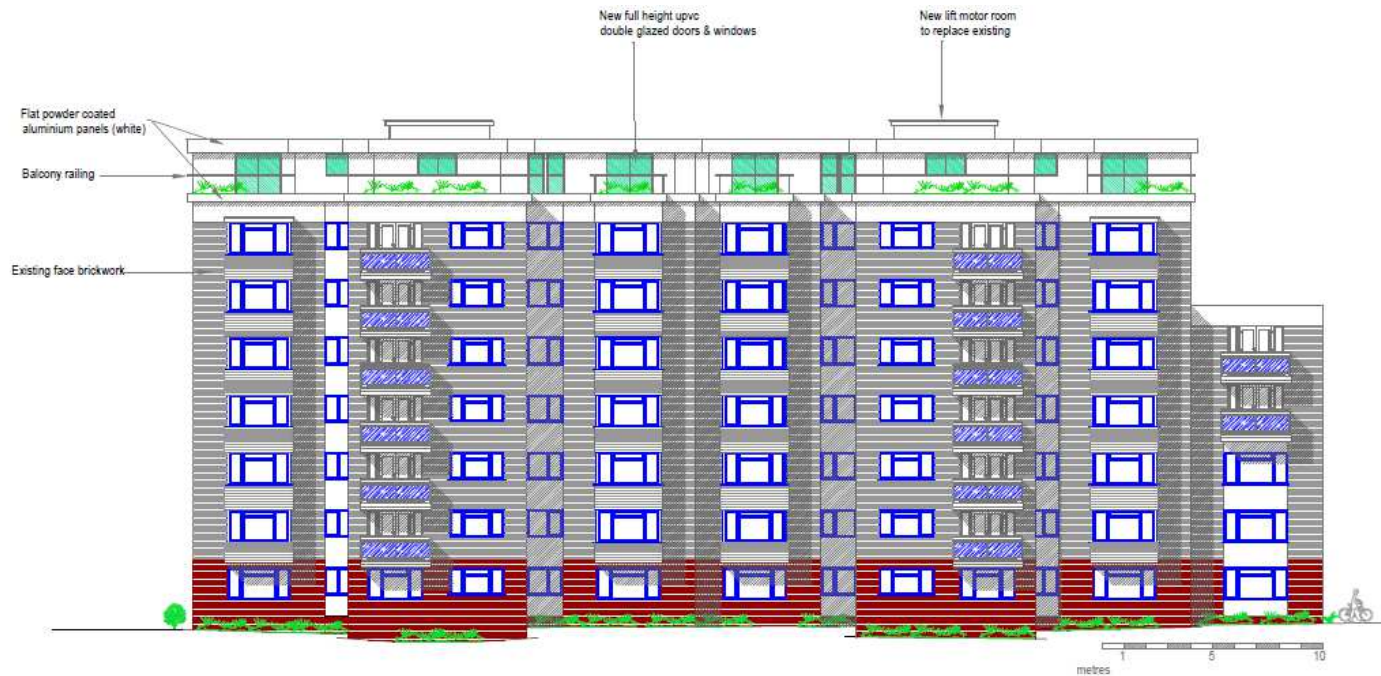 New full height upvc
double glazed doors & windows
New lift motor room
to replace existing
Flat powder coated
aluminium panels (white)
Balcony railing
Existing face brickwork
1 5 10
metres